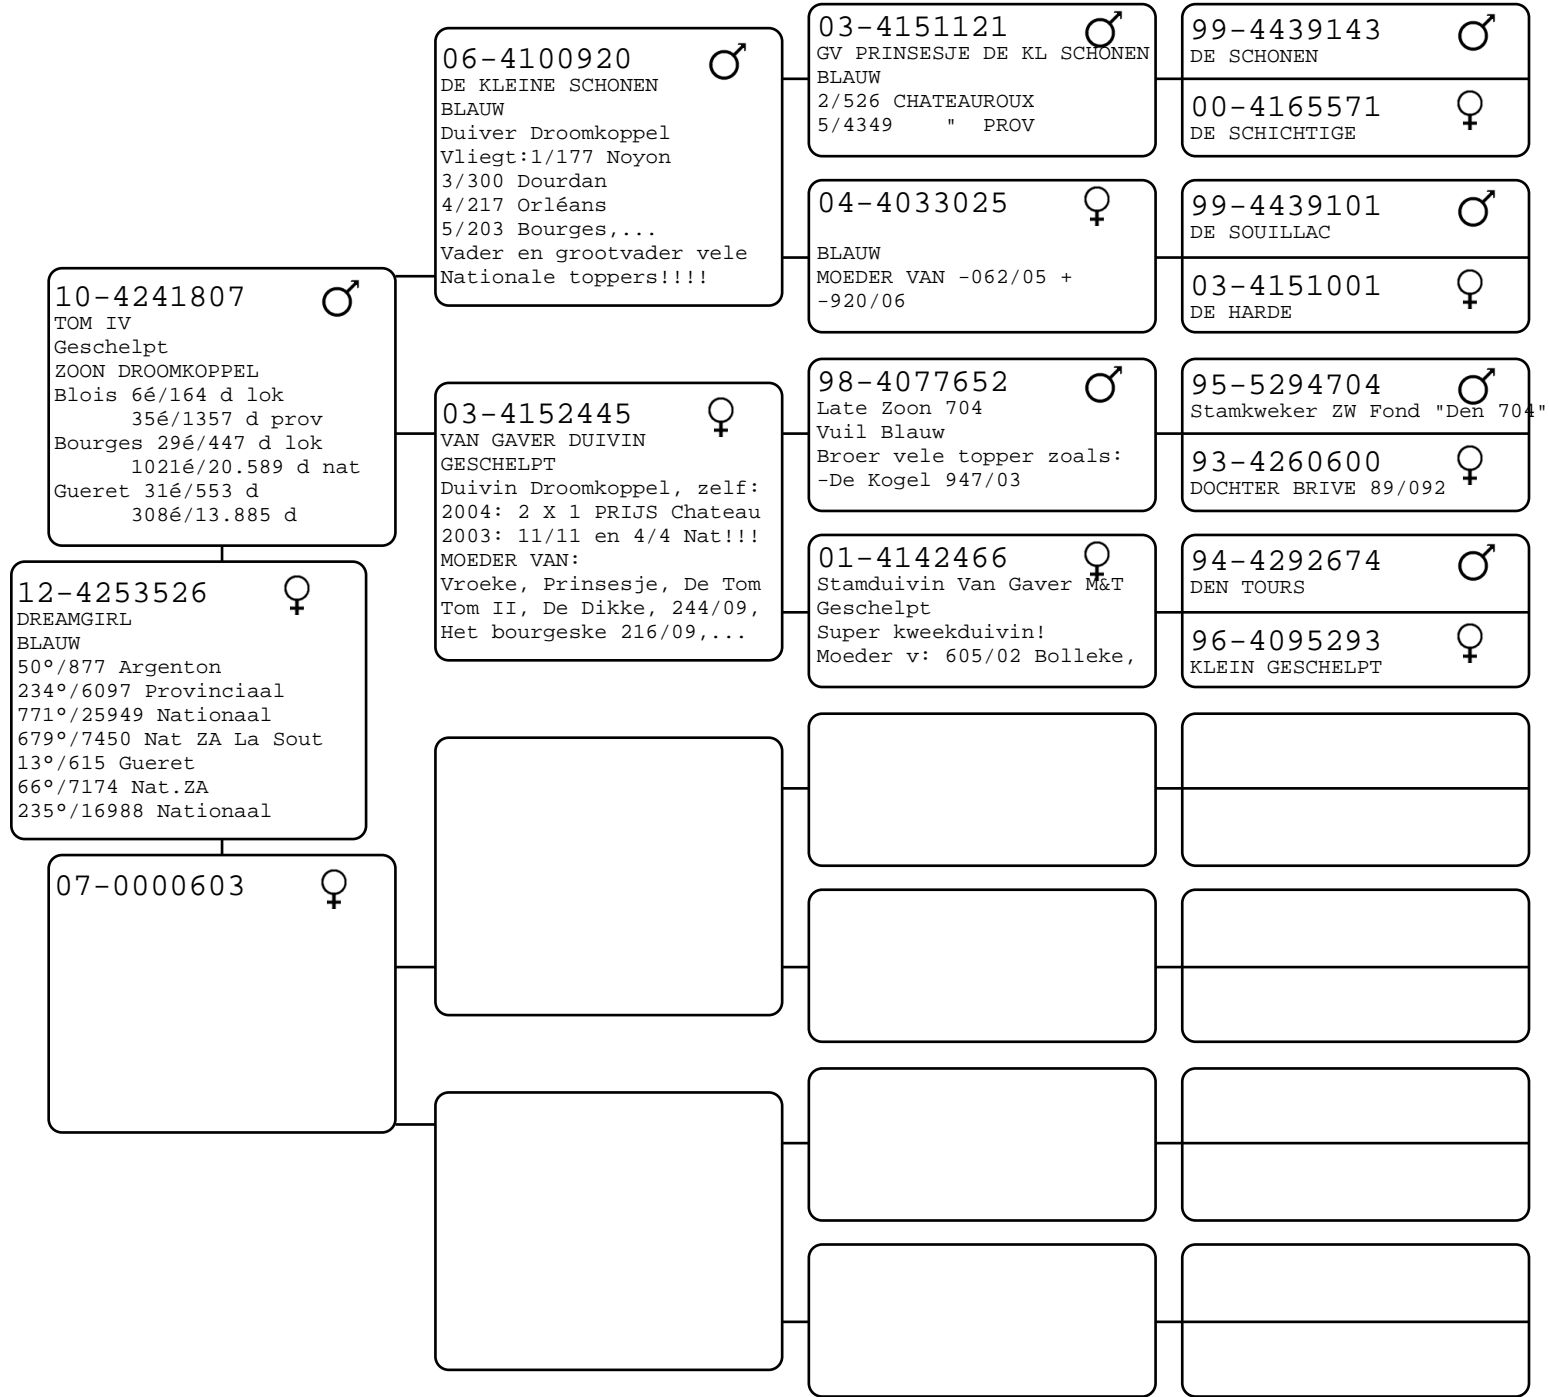 12-4253526
DREAMGIRL
BLAUW
50°/877 Argenton
234°/6097 Provinciaal
771°/25949 Nationaal
679°/7450 Nat ZA La Sout
13°/615 Gueret
66°/7174 Nat.ZA
235°/16988 Nationaal
10-4241807
TOM IV
Geschelpt
ZOON DROOMKOPPEL
Blois 6é/164 d lok
35é/1357 d prov
Bourges 29é/447 d lok
1021é/20.589 d nat
Gueret 31é/553 d
308é/13.885 d
07-0000603
06-4100920
DE KLEINE SCHONEN
BLAUW
Duiver Droomkoppel
Vliegt:1/177 Noyon
3/300 Dourdan
4/217 Orléans
5/203 Bourges,...
Vader en grootvader vele
Nationale toppers!!!!
03-4152445
VAN GAVER DUIVIN
GESCHELPT
Duivin Droomkoppel, zelf:
2004: 2 X 1 PRIJS Chateau
2003: 11/11 en 4/4 Nat!!!
MOEDER VAN:
Vroeke, Prinsesje, De Tom
Tom II, De Dikke, 244/09,
Het bourgeske 216/09,...
03-4151121
GV PRINSESJE DE KL SCHONEN
BLAUW
2/526 CHATEAUROUX
5/4349 " PROV
04-4033025
BLAUW
MOEDER VAN -062/05 +
-920/06
98-4077652
Late Zoon 704
Vuil Blauw
Broer vele topper zoals:
-De Kogel 947/03
01-4142466
Stamduivin Van Gaver M&T
Geschelpt
Super kweekduivin!
Moeder v: 605/02 Bolleke,
99-4439143
DE SCHONEN
00-4165571
DE SCHICHTIGE
99-4439101
DE SOUILLAC
03-4151001
DE HARDE
95-5294704
Stamkweker ZW Fond "Den 704"
93-4260600
DOCHTER BRIVE 89/092
94-4292674
DEN TOURS
96-4095293
KLEIN GESCHELPT